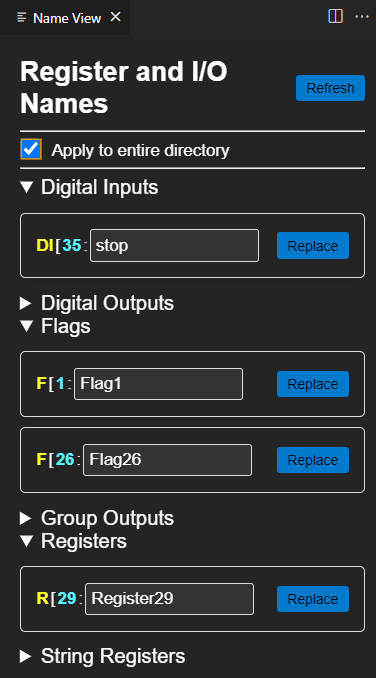 Name View
Register and I/O
Names
Refresh
Apply to entire directory
Digital Inputs
DI[35: stop Replace
Digital Outputs
Flags
F[1: Flag1 Replace
F[26: Flag26 Replace
Group Outputs
Registers
R[29: Register29 Replace
String Registers